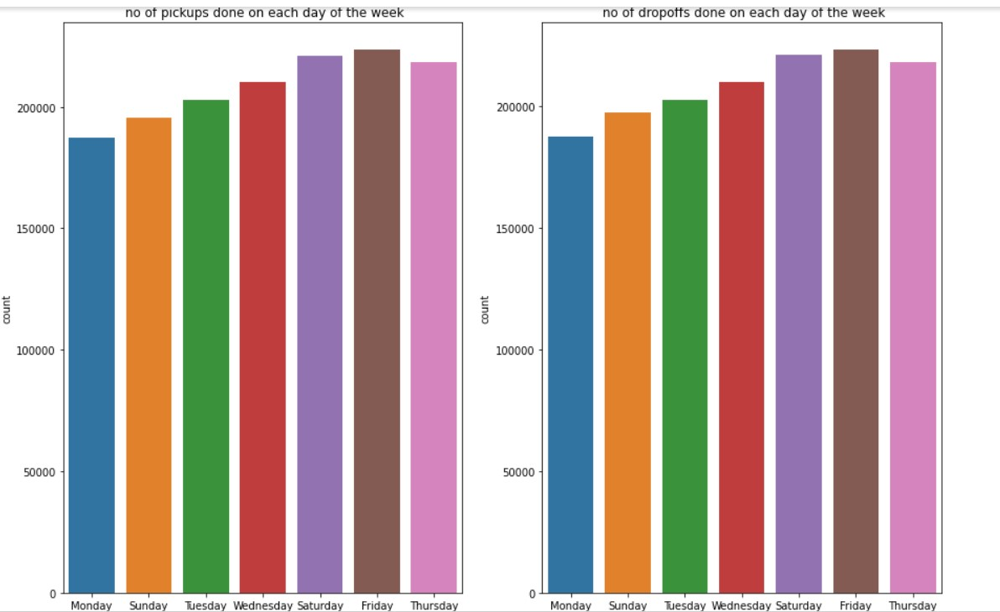 no of pickups done on each day of the week
200000
150000
100000
50000
0
count
Monday Sunday Tuesday Wednesday Saturday Friday Thursday
no of dropoffs done on each day of the week
200000
150000
100000
50000
0
count
Monday Sunday Tuesday Wednesday Saturday Friday Thursday